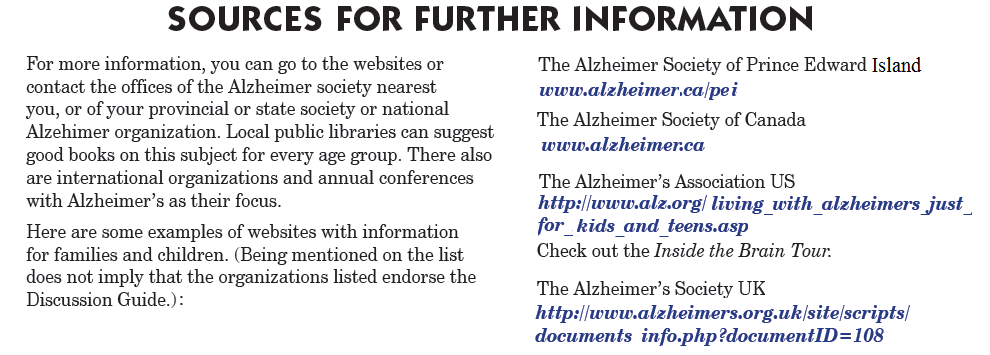 SOURCES FOR FURTHER INFORMATION
For more information, you can go to the websites or
contact the offices of the Alzheimer society nearest
you, or of your provincial or state society or national
Alzehimer organization. Local public libraries can suggest
good books on this subject for every age group. There also
are international organizations and annual conferences
with Alzheimer's as their focus.
Here are some examples of websites with information
for families and children. (Being mentioned on the list
does not imply that the organizations listed endorse the
Discussion Guide.):
The Alzheimer Society of Prince Edward Island
www.alzheimer.ca/pei
The Alzheimer Society of Canada
www.alzheimer.ca
The Alzheimer's Association US
http://www.alz.org/ living_with_alzheimers_just_
for_kids_and_teens.asp
Check out the Inside the Brain Tour.
The Alzheimer's Society UK
http://www.alzheimers.org.uk/site/scripts/
documents_info.php?documentID=108